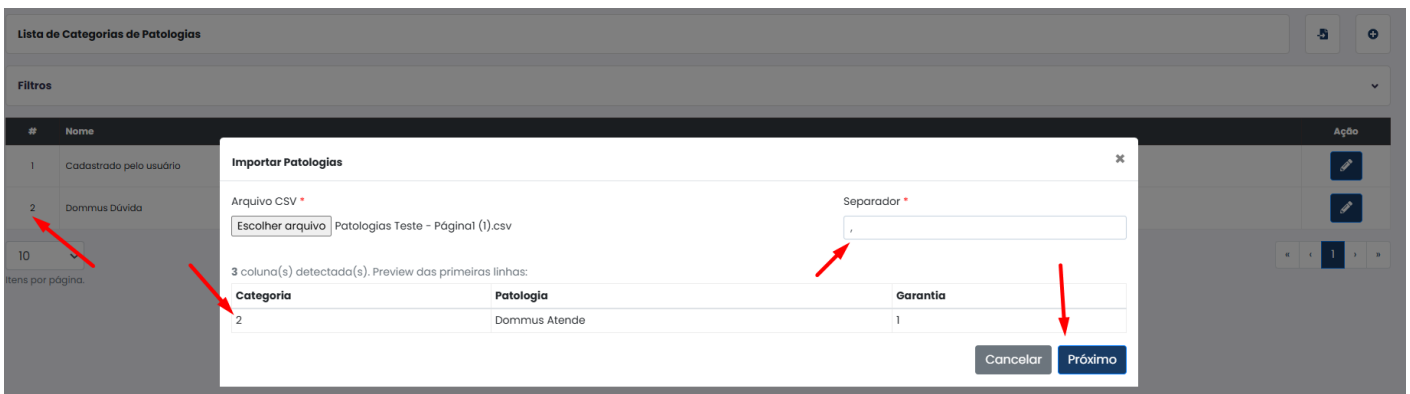 Lista de Categorias de Patologias
Filtros
# Nome Ação
1 Cadastrado pelo usuário
2 Dommus Dúvida
10
Itens por página.
« ‹ 1 › »
Importar Patologias ×
Arquivo CSV * Separador *
Escolher arquivo Patologias Teste - Página1 (1).csv ,
3 coluna(s) detectada(s). Preview das primeiras linhas:
Categoria Patologia Garantia
2 Dommus Atende 1
Cancelar Próximo